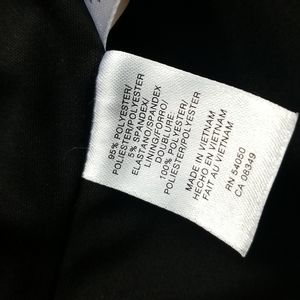 95% POLYESTER/
POLIESTER/POLYESTER
5% SPANDEX/
ELASTANO/SPANDEX
LINING/FORRO/
DOUBLURE:
100% POLYESTER/
POLIESTER/POLYESTER
MADE IN VIETNAM
HECHO EN VIETNAM
FAIT AU VIETNAM
RN 54050
CA 08349